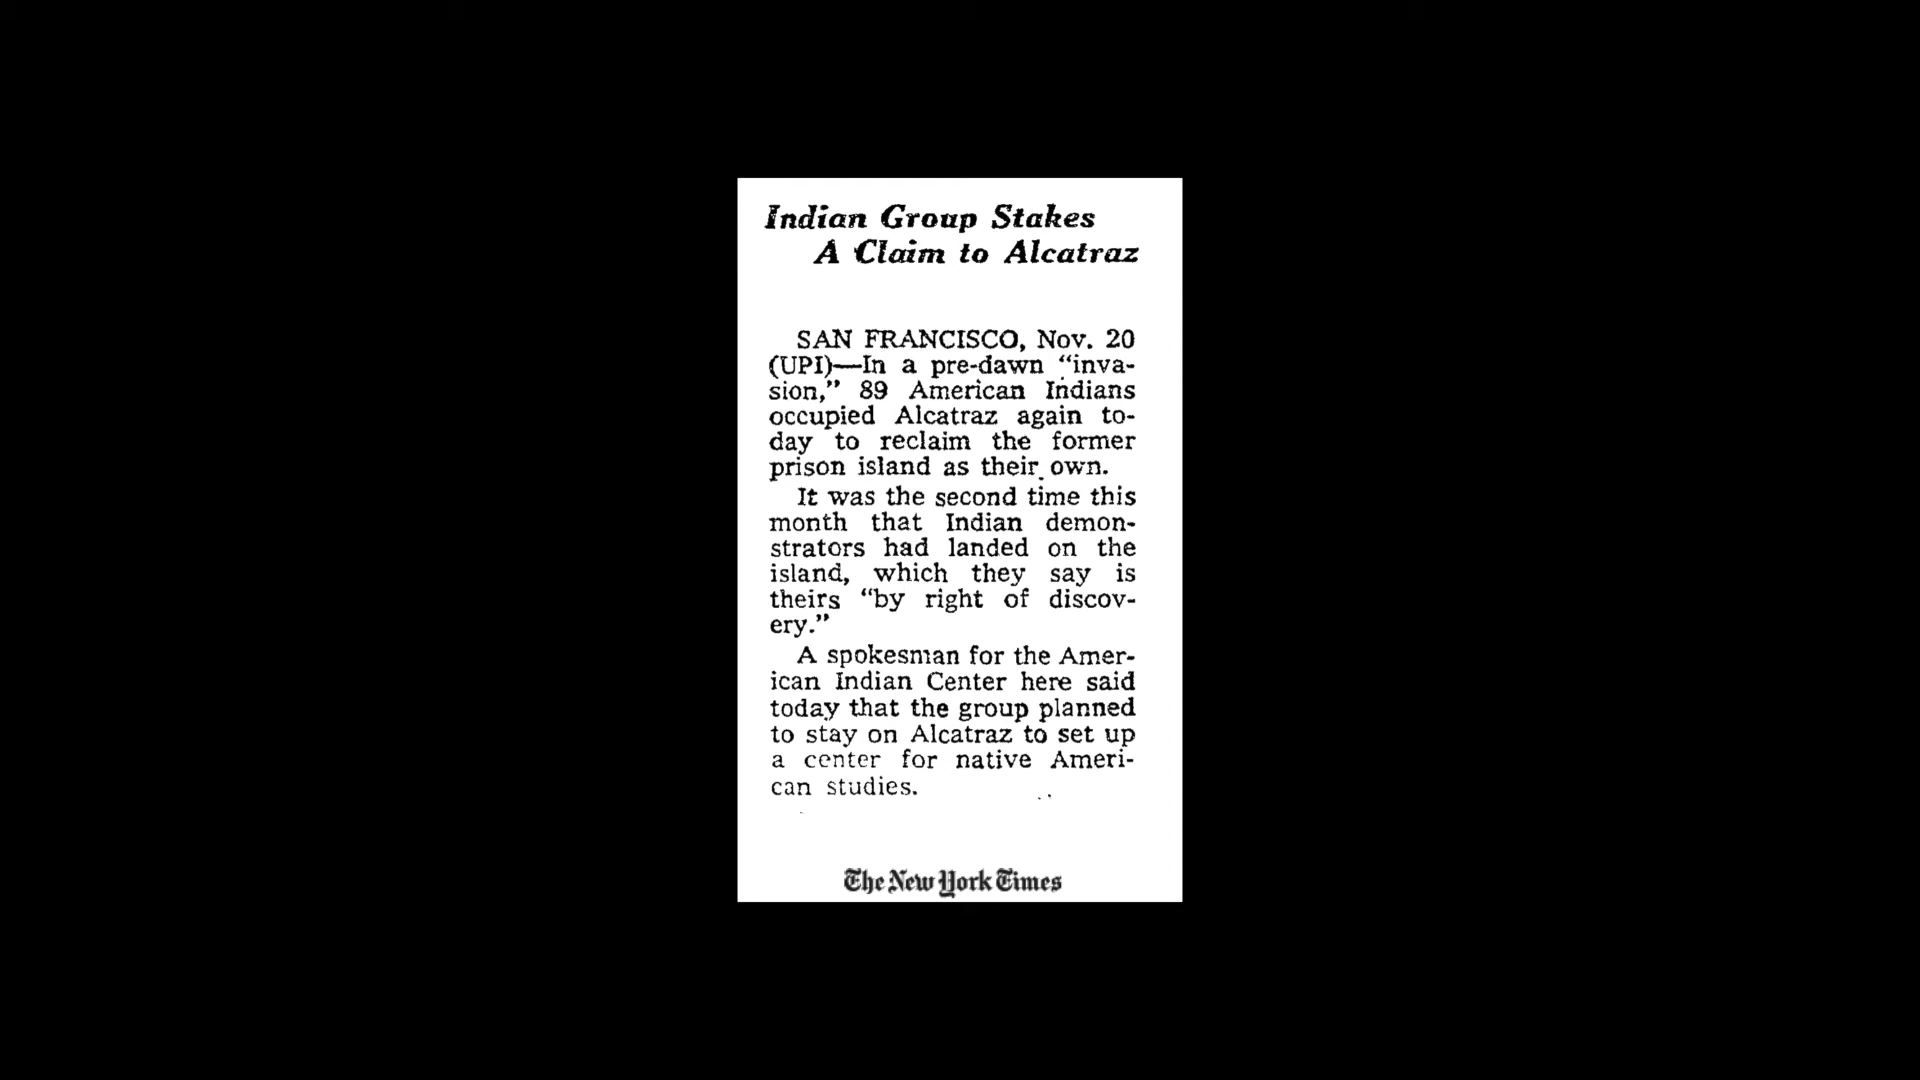 Indian Group Stakes
A Claim to Alcatraz
SAN FRANCISCO, Nov. 20
(UPI)—In a pre-dawn “inva-
sion,” 89 American Indians
occupied Alcatraz again to-
day to reclaim the former
prison island as their own.
It was the second time this
month that Indian demon-
strators had landed on the
island, which they say is
theirs “by right of discov-
ery.”
A spokesman for the Amer-
ican Indian Center here said
today that the group planned
to stay on Alcatraz to set up
a center for native Ameri-
can studies.
The New York Times